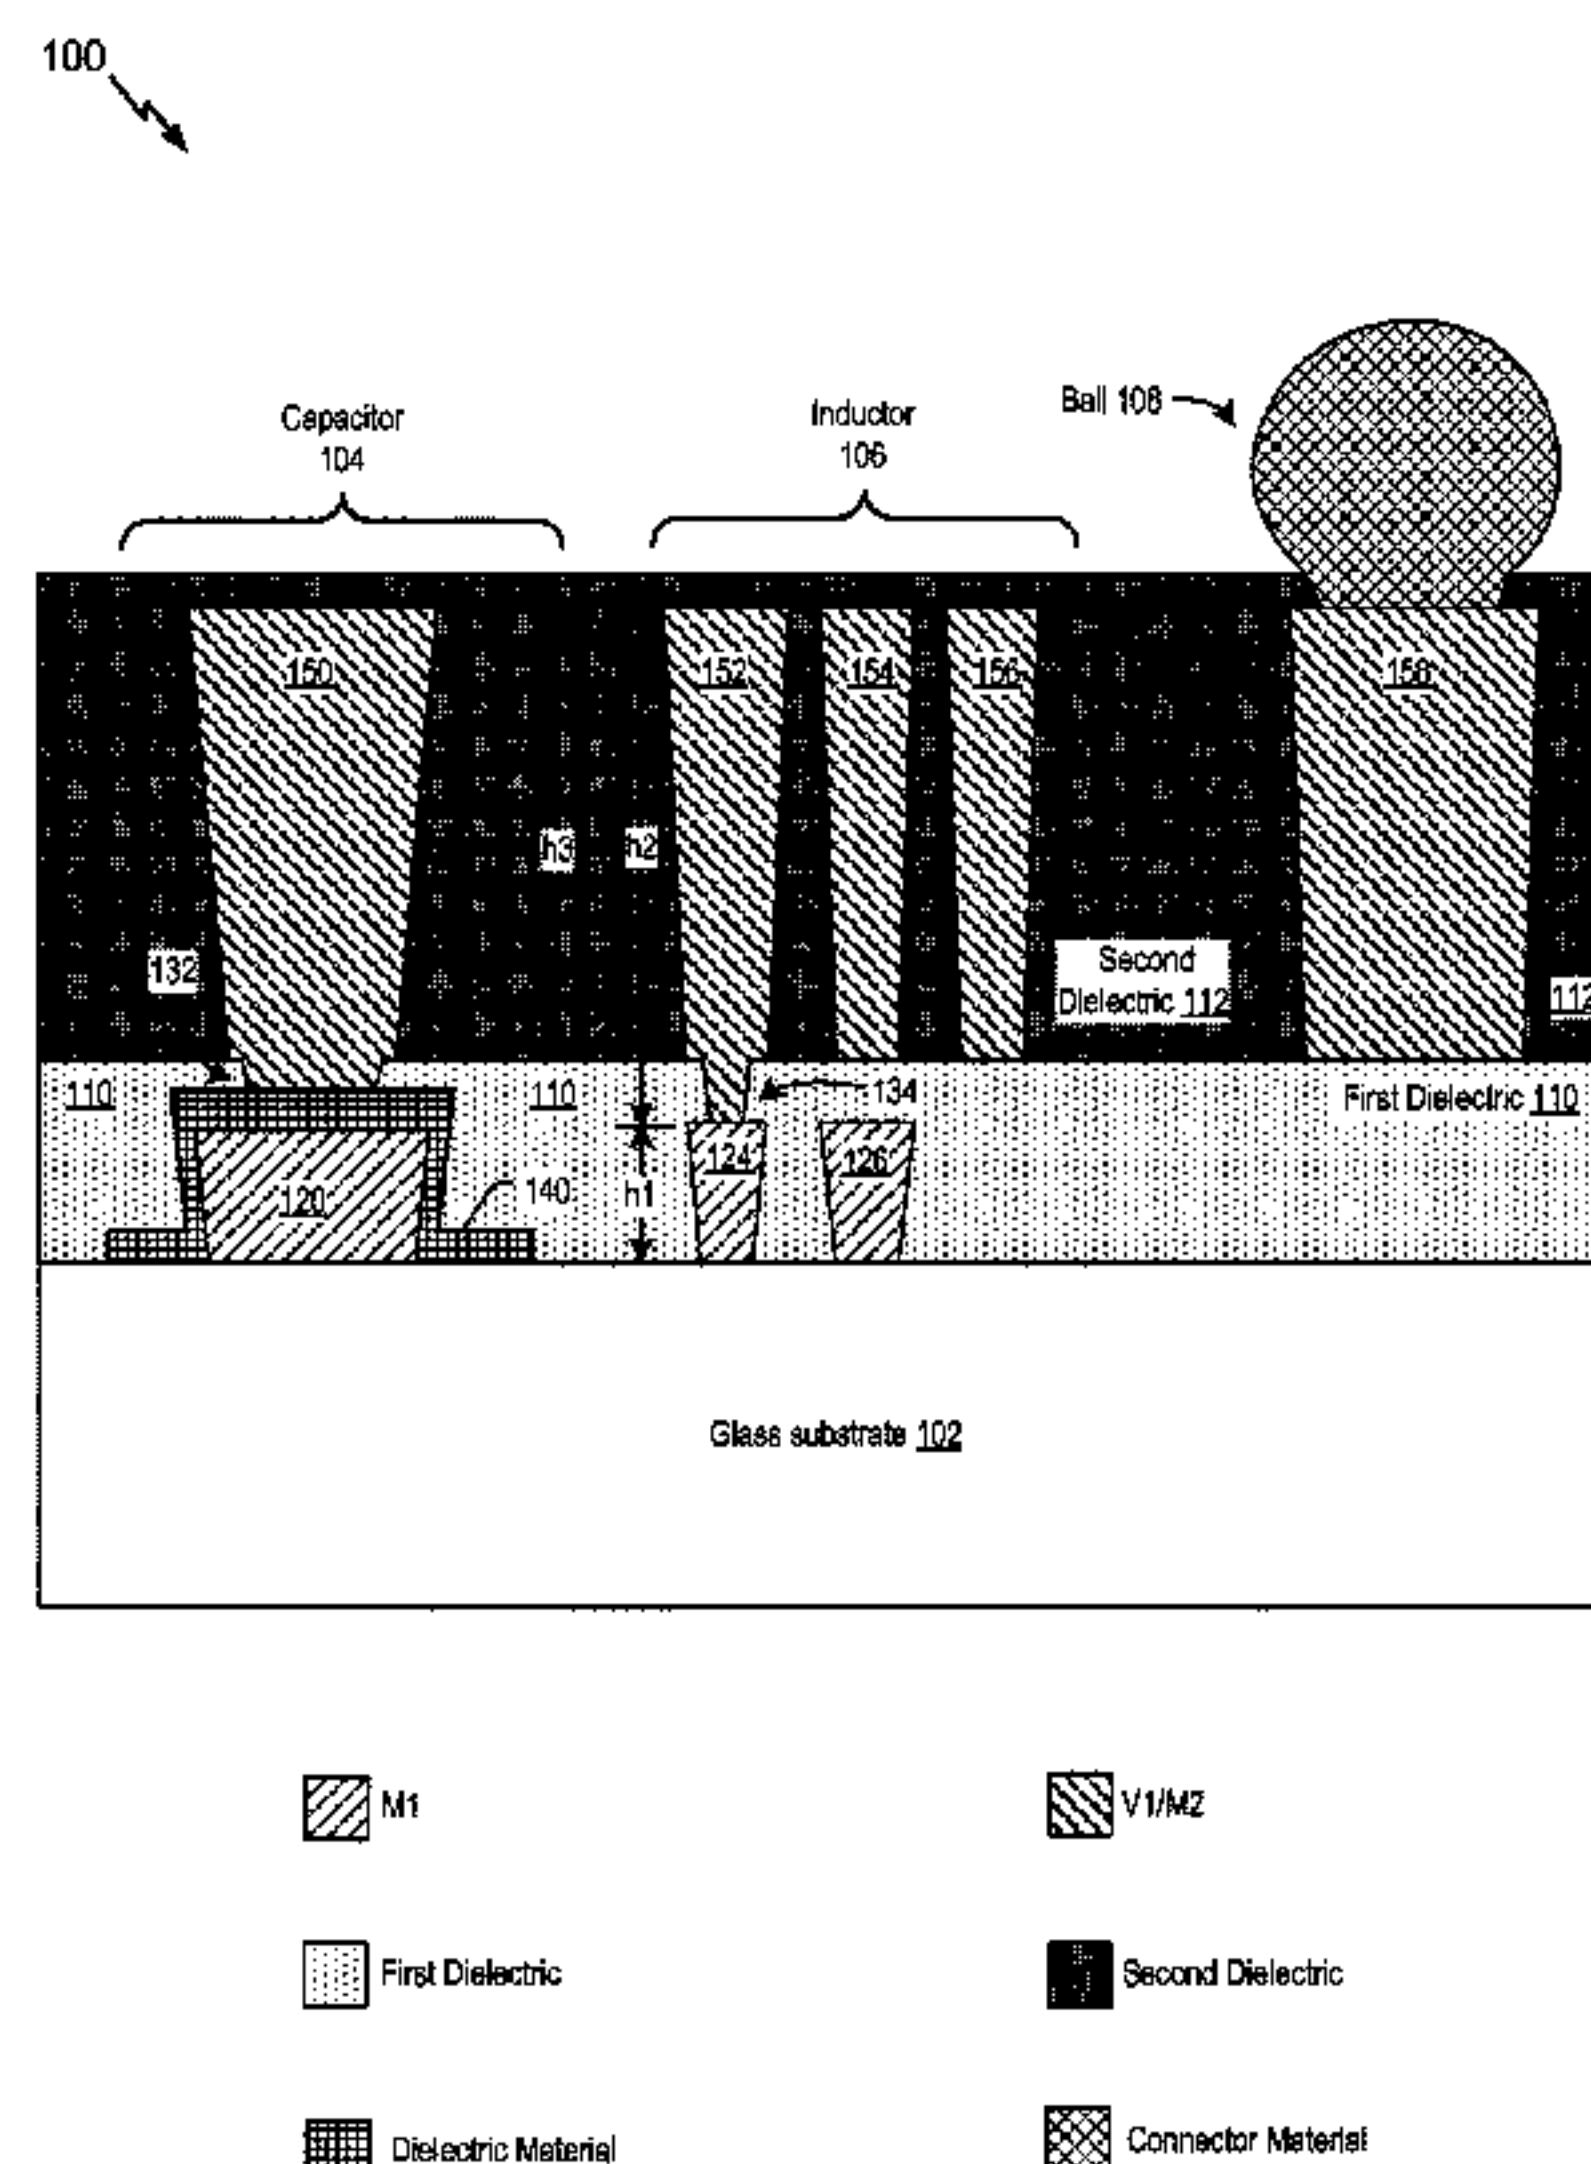 100
Capacitor
104
Inductor
106
Ball 108
150
152
154
156
158
h3
h2
132
Second
Dielectric 112
112
110
110
134
First Dielectric 110
124
126
120
140
h1
Glass substrate 102
M1
V1/M2
First Dielectric
Second Dielectric
Dielectric Material
Connector Material